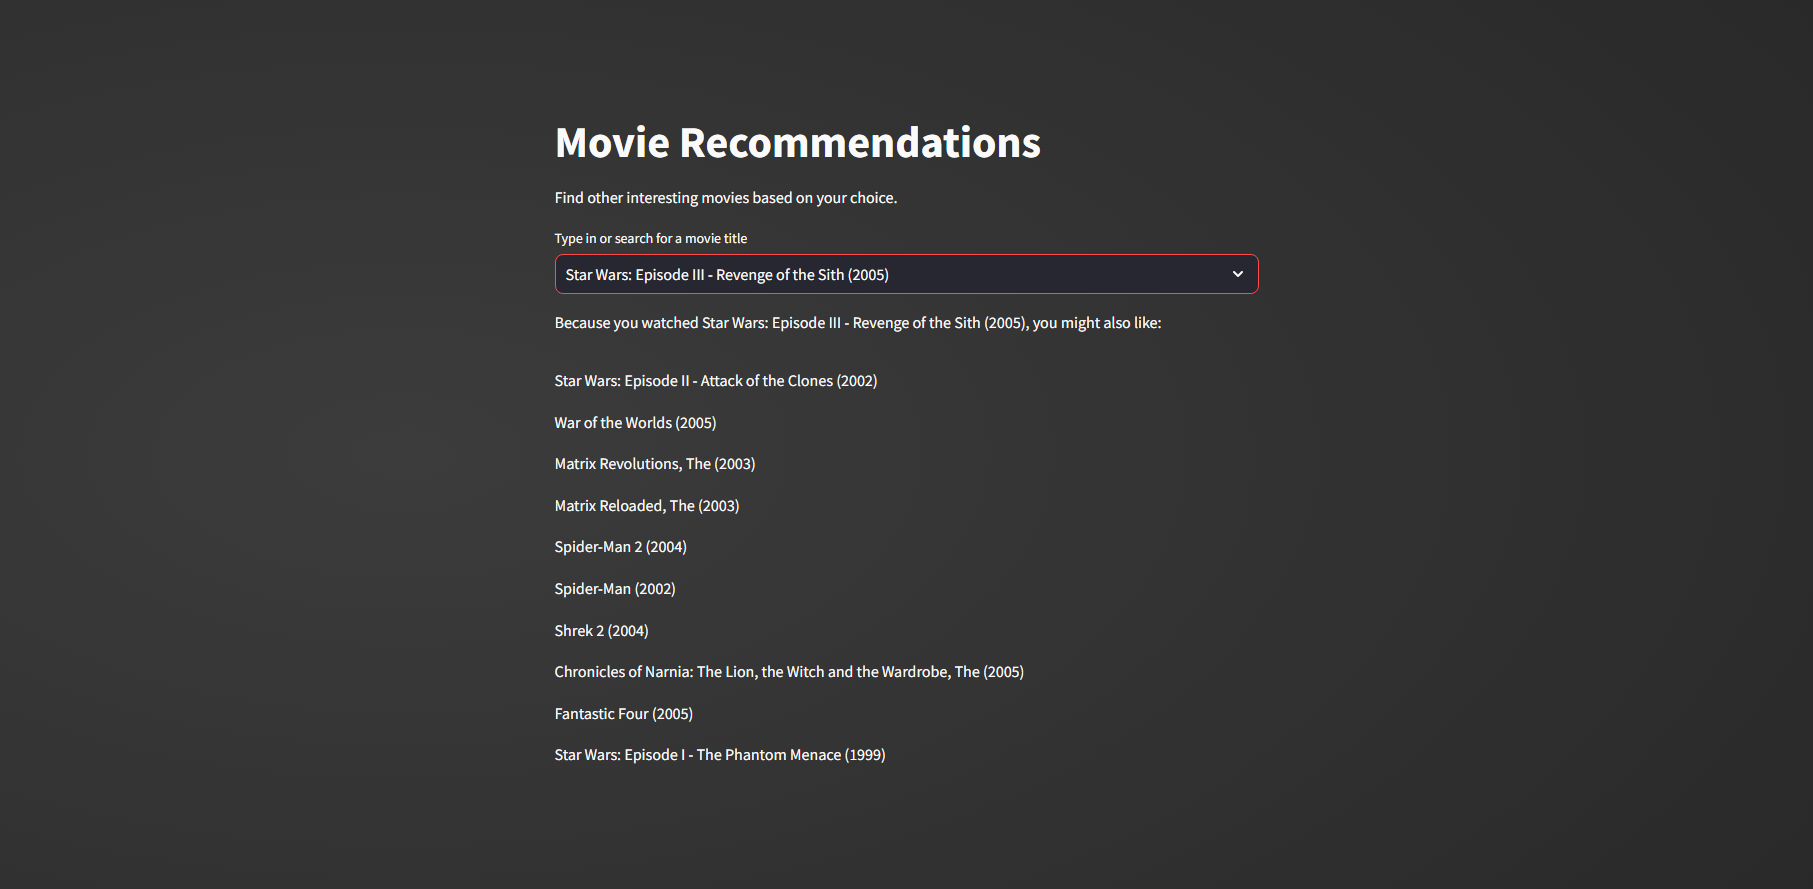 Movie Recommendations
Find other interesting movies based on your choice.
Type in or search for a movie title
Star Wars: Episode III - Revenge of the Sith (2005)
Because you watched Star Wars: Episode III - Revenge of the Sith (2005), you might also like:
Star Wars: Episode II - Attack of the Clones (2002)
War of the Worlds (2005)
Matrix Revolutions, The (2003)
Matrix Reloaded, The (2003)
Spider-Man 2 (2004)
Spider-Man (2002)
Shrek 2 (2004)
Chronicles of Narnia: The Lion, the Witch and the Wardrobe, The (2005)
Fantastic Four (2005)
Star Wars: Episode I - The Phantom Menace (1999)